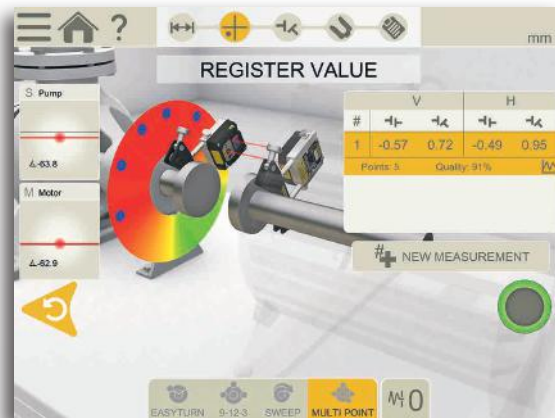 ?
mm
REGISTER VALUE
S Pump
∠-63.8
M Motor
∠-62.9
V H
#
1 -0.57 0.72 -0.49 0.95
Points: 5 Quality: 91%
# NEW MEASUREMENT
EASYTURN 9-12-3 SWEEP MULTI POINT
0